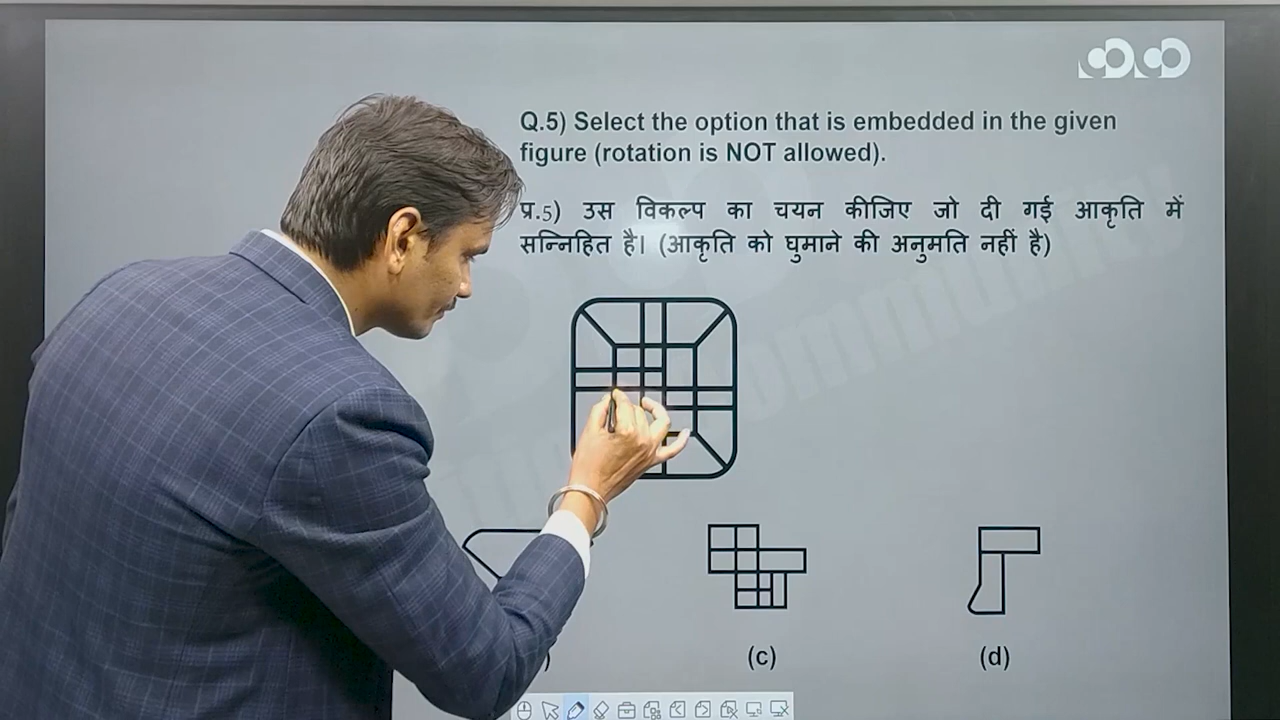 Q.5) Select the option that is embedded in the given
figure (rotation is NOT allowed).
प्र.5) उस विकल्प का चयन कीजिए जो दी गई आकृति में
सन्निहित है। (आकृति को घुमाने की अनुमति नहीं है)
(c) (d)